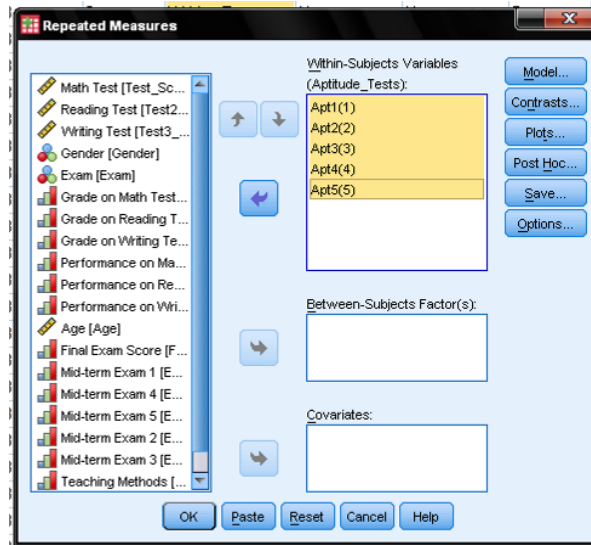 Repeated Measures
Math Test [Test_Sc...
Reading Test [Test2...
Writing Test [Test3_...
Gender [Gender]
Exam [Exam]
Grade on Math Test...
Grade on Reading T...
Grade on Writing Te...
Performance on Ma...
Performance on Re...
Performance on Wri...
Age [Age]
Final Exam Score [F...
Mid-term Exam 1 [E...
Mid-term Exam 4 [E...
Mid-term Exam 5 [E...
Mid-term Exam 2 [E...
Mid-term Exam 3 [E...
Teaching Methods [...
Within-Subjects Variables
(Aptitude_Tests):
Apt1(1)
Apt2(2)
Apt3(3)
Apt4(4)
Apt5(5)
Between-Subjects Factor(s):
Covariates:
Model...
Contrasts...
Plots...
Post Hoc...
Save...
Options...
OK Paste Reset Cancel Help